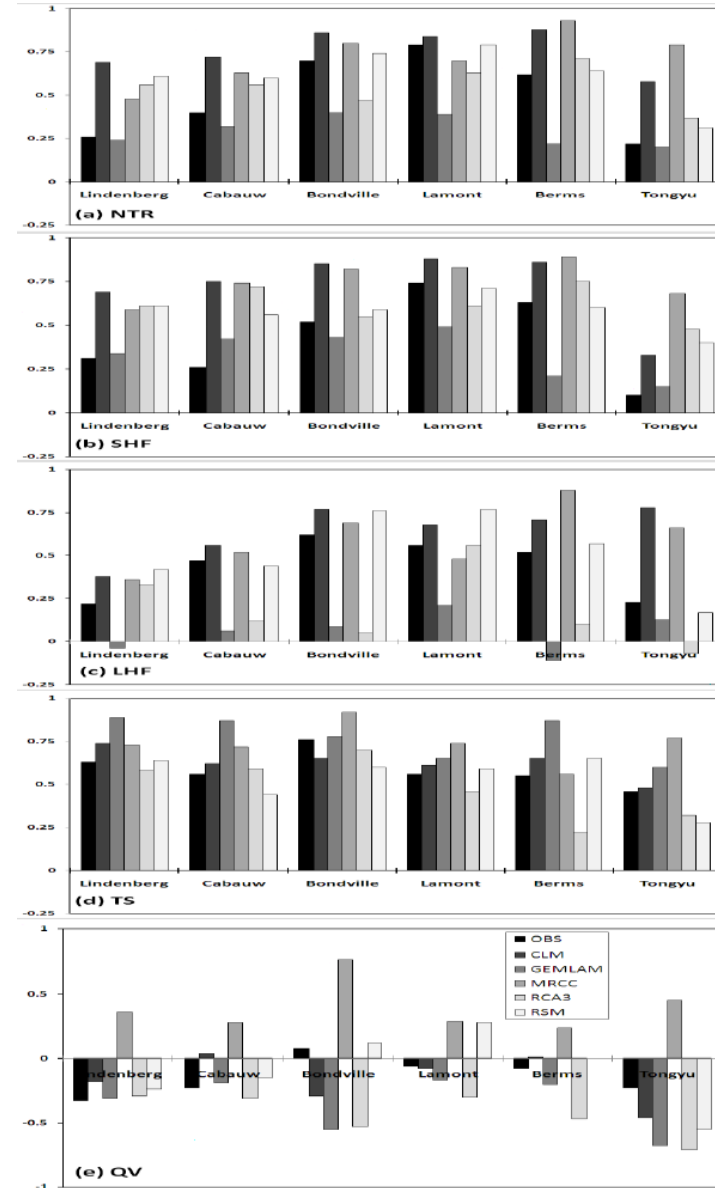 1
0.75
0.5
0.25
0
Lindenberg Cabauw Bondville Lamont Berms Tongyu
(a) NTR
-0.25
1
0.75
0.5
0.25
0
Lindenberg Cabauw Bondville Lamont Berms Tongyu
(b) SHF
-0.25
1
0.75
0.5
0.25
0
Lindenberg Cabauw Bondville Lamont Berms Tongyu
(c) LHF
-0.25
1
0.75
0.5
0.25
0
Lindenberg Cabauw Bondville Lamont Berms Tongyu
(d) TS
-0.25
1
OBS
CLM
GEMLAM
MRCC
RCA3
RSM
0.5
0
Lindenberg Cabauw Bondville Lamont Berms Tongyu
-0.5
(e) QV
-1